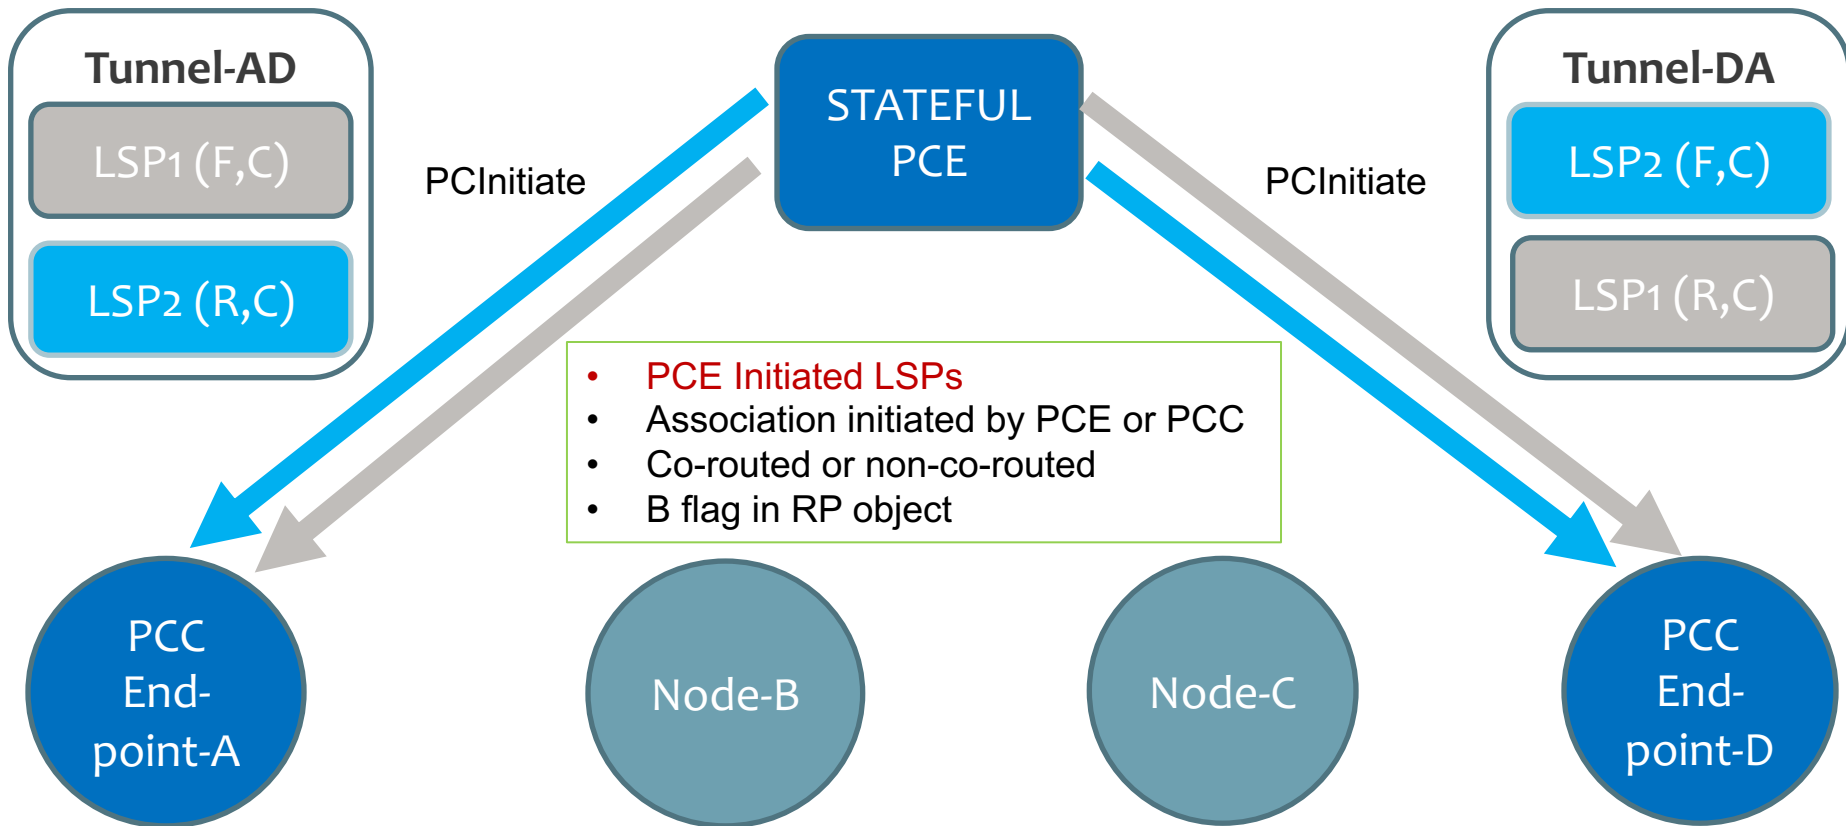 Tunnel-AD
LSP1 (F,C)
LSP2 (R,C)
PCInitiate
STATEFUL
PCE
PCInitiate
Tunnel-DA
LSP2 (F,C)
LSP1 (R,C)
• PCE Initiated LSPs
• Association initiated by PCE or PCC
• Co-routed or non-co-routed
• B flag in RP object
PCC
End-
point-A
Node-B
Node-C
PCC
End-
point-D